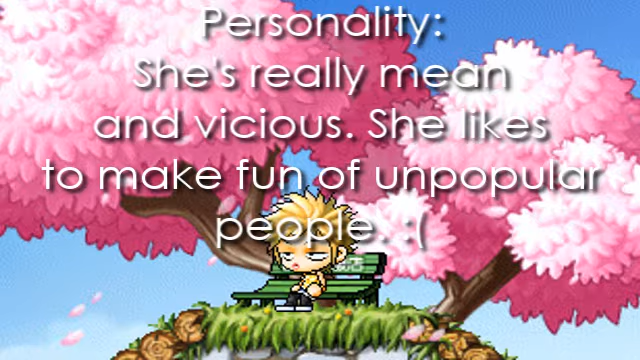 Personality:
She's really mean
and vicious. She likes
to make fun of unpopular
people. :(